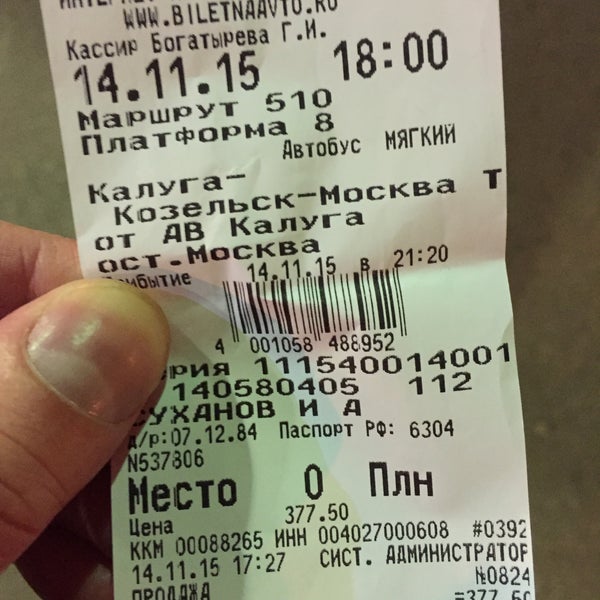 WWW.BILETNAAVTO.RU
Кассир Богатырева Г.И.
14.11.15 18:00
Маршрут 510
Платформа 8
Автобус МЯГКИЙ
Калуга-
Козельск-Москва Т
от АВ Калуга
ост.Москва
14.11.15 в 21:20
4 001058 488952
111540014001
140580405 112
И А
д/р:07.12.84 Паспорт РФ: 6304
N537806
Место 0 Плн
Цена 377.50
ККМ 00088265 ИНН 004027000608 #0392
14.11.15 17:27 СИСТ. АДМИНИСТРАТОР
№0824
ПРОДАЖА =377.50